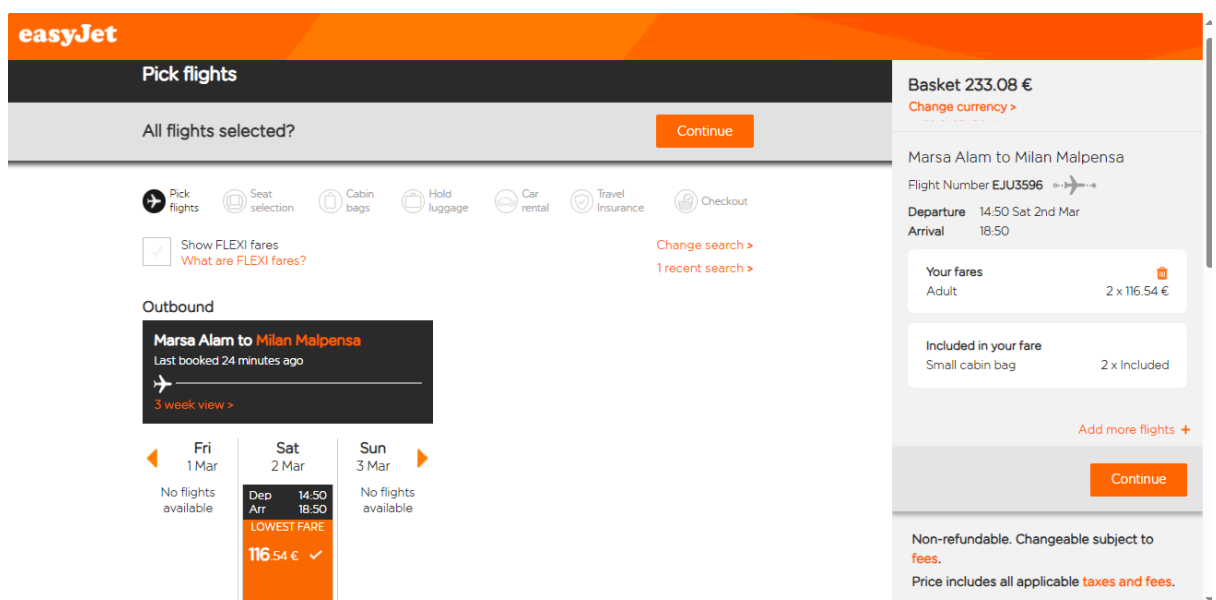 easyJet
Pick flights
All flights selected?
Continue
Pick flights
Seat selection
Cabin bags
Hold luggage
Car rental
Travel Insurance
Checkout
Show FLEXI fares
What are FLEXI fares?
Change search >
1 recent search >
Outbound
Marsa Alam to Milan Malpensa
Last booked 24 minutes ago
3 week view >
Fri
1 Mar
No flights
available
Sat
2 Mar
Dep 14:50
Arr 18:50
LOWEST FARE
116.54 €
Sun
3 Mar
No flights
available
Basket 233.08 €
Change currency >
Marsa Alam to Milan Malpensa
Flight Number EJU3596
Departure 14:50 Sat 2nd Mar
Arrival 18:50
Your fares
Adult 2 x 116.54 €
Included in your fare
Small cabin bag 2 x Included
Add more flights +
Continue
Non-refundable. Changeable subject to
fees.
Price includes all applicable taxes and fees.